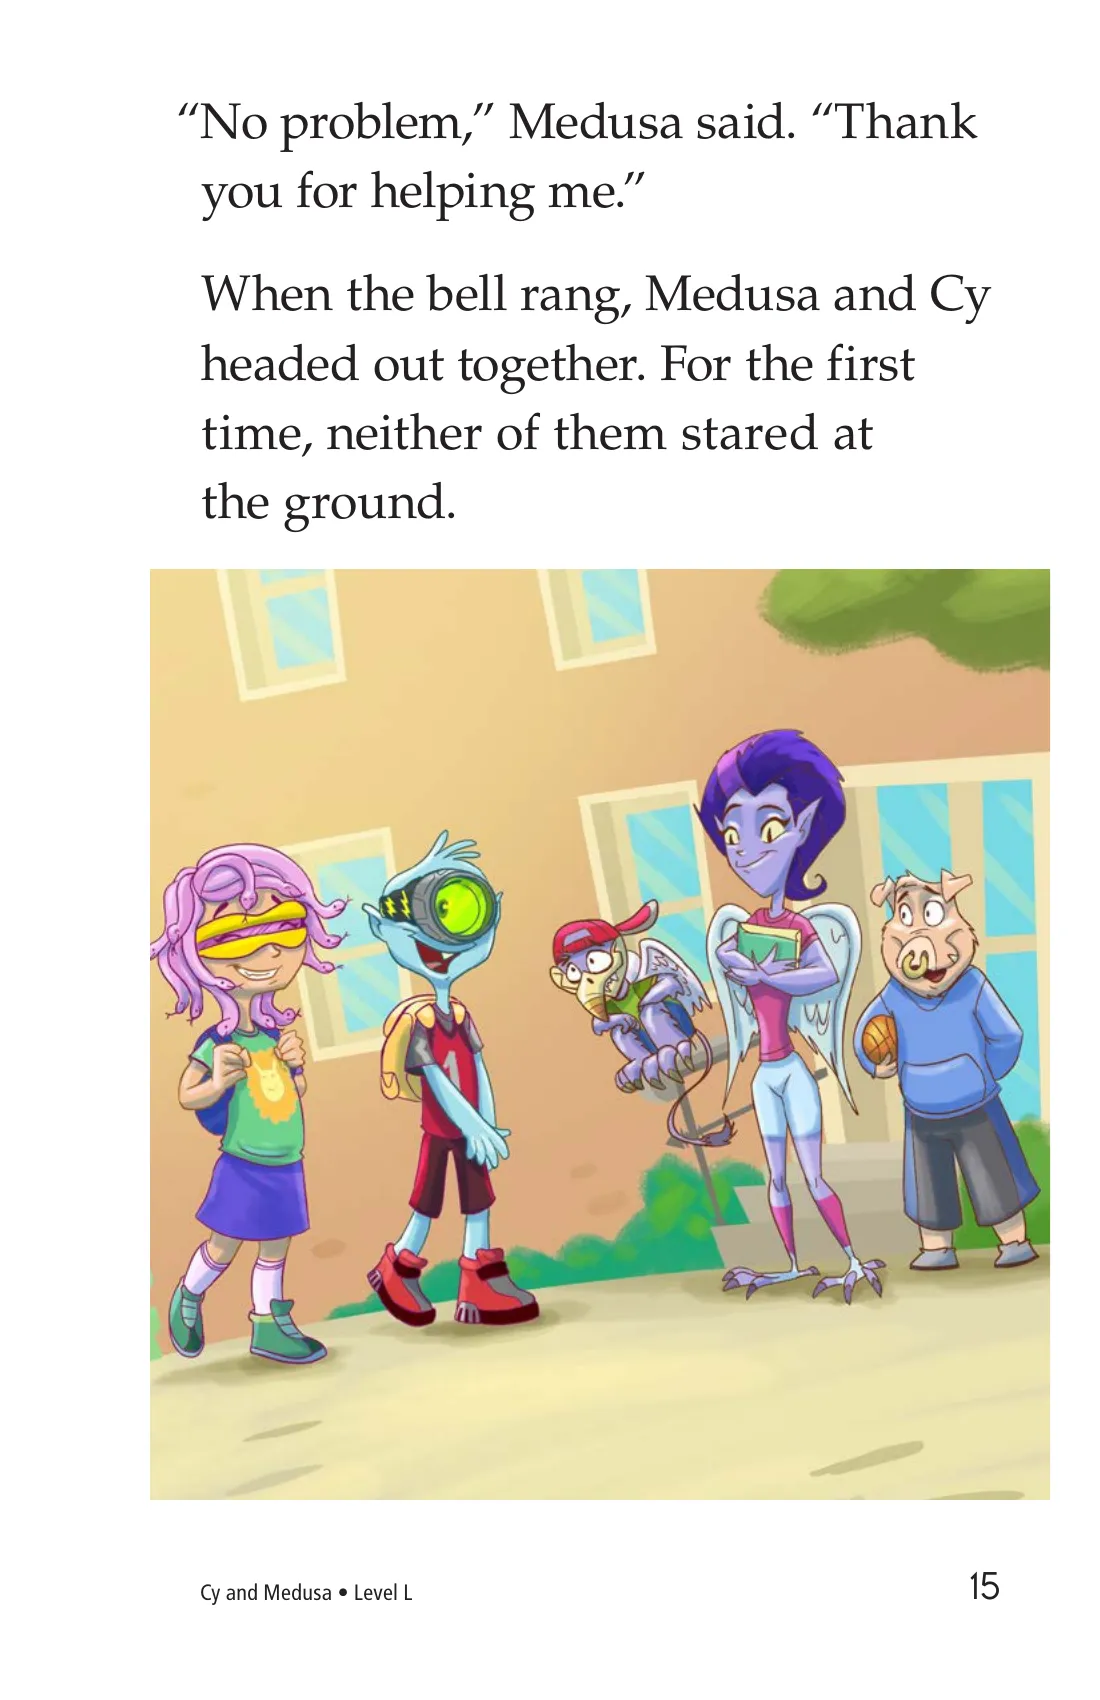 “No problem,” Medusa said. “Thank
you for helping me.”
When the bell rang, Medusa and Cy
headed out together. For the first
time, neither of them stared at
the ground.
1
Cy and Medusa • Level L
15